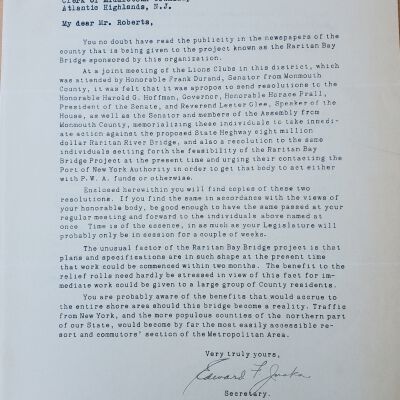 Clerk of Middletown Township,
Atlantic Highlands, N.J.
My dear Mr. Roberts,
You no doubt have read the publicity in the newspapers of the
county that is being given to the project known as the Raritan Bay
Bridge sponsored by this organization.
At a joint meeting of the Lions Clubs in this district, which
was attended by Honorable Frank Durand, Senator from Monmouth
County, it was felt that it was apropos to send resolutions to the
Honorable Harold G. Hoffman, Governor, Honorable Horace Prall,
President of the Senate, and Reverend Lester Glee, Speaker of the
House, as well as the Senator and members of the Assembly from
Monmouth County, memorializing these individuals to take immedi-
ate action against the proposed State Highway eight million
dollar Raritan River Bridge, and also a resolution to the same
individuals setting forth the feasibility of the Raritan Bay
Bridge Project at the present time and urging their contacting the
Port of New York Authority in order to get that body to act either
with P.W.A. funds or otherwise.
Enclosed herewith you will find copies of these two
resolutions. If you find the same in accordance with the views of
your honorable body, be good enough to have the same passed at your
regular meeting and forward to the individuals above named at
once Time is of the essence, in as much as your Legislature will
probably only be in session for a couple of weeks.
The unusual factor of the Raritan Bay Bridge project is that
plans and specifications are in such shape at the present time
that work could be commenced within two months. The benefit to the
relief rolls need hardly be stressed in view of this fact for im-
mediate work could be given to a large group of County residents.
You are probably aware of the benefits that would accrue to
the entire shore area should this bridge become a reality. Traffic
from New York, and the more populous counties of the northern part
of our State, would become by far the most easily accessible re-
sort and commutors' section of the Metropolitan Area.
Very truly yours,
Edward F.
Secretary.